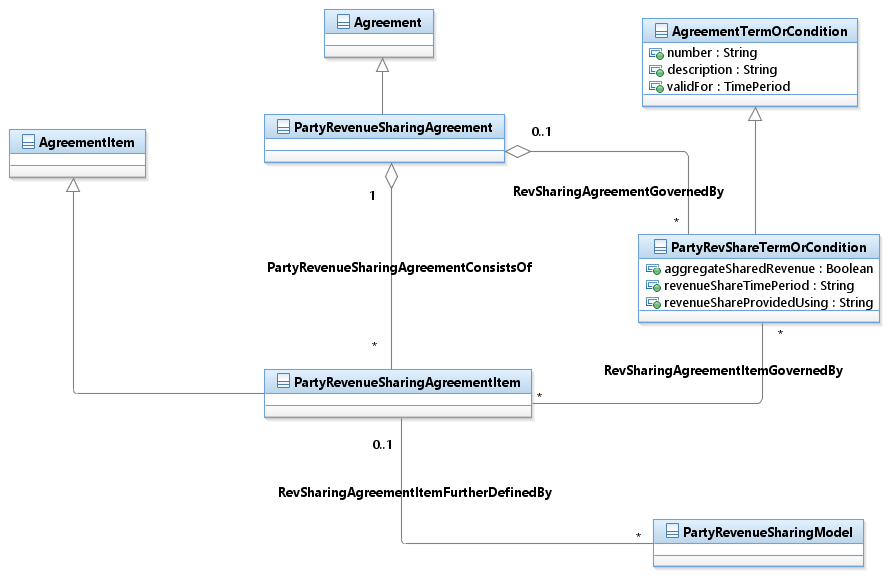 Agreement
AgreementTermOrCondition
number : String
description : String
validFor : TimePeriod
PartyRevenueSharingAgreement
0..1
AgreementItem
1
RevSharingAgreementGovernedBy
*
PartyRevShareTermOrCondition
aggregateSharedRevenue : Boolean
revenueShareTimePeriod : String
revenueShareProvidedUsing : String
PartyRevenueSharingAgreementConsistsOf
*
*
RevSharingAgreementItemGovernedBy
PartyRevenueSharingAgreementItem
*
0..1
RevSharingAgreementItemFurtherDefinedBy
*
PartyRevenueSharingModel